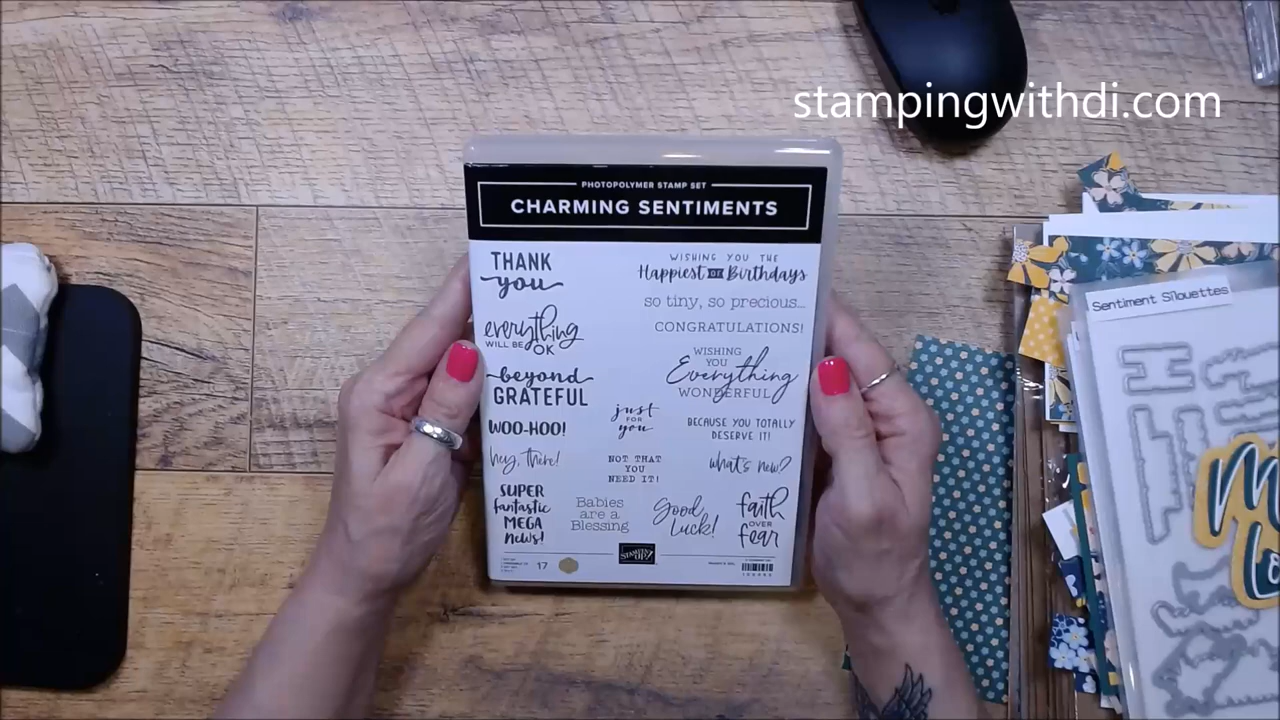 stampingwithdi.com
PHOTOPOLYMER STAMP SET
CHARMING SENTIMENTS
THANK
you
everything
WILL BE OK
beyond
GRATEFUL
WOO-HOO!
hey, there!
SUPER
fantastic
MEGA
news!
WISHING YOU THE
Happiest OF Birthdays
so tiny, so precious...
CONGRATULATIONS!
WISHING
YOU
Everything
WONDERFUL
just
FOR
you
BECAUSE YOU TOTALLY
DESERVE IT!
NOT THAT
YOU
NEED IT!
what's new?
Babies
are a
Blessing
Good
Luck!
faith
OVER
fear
STAMPIN' UP!
17
Sentiment Silouettes